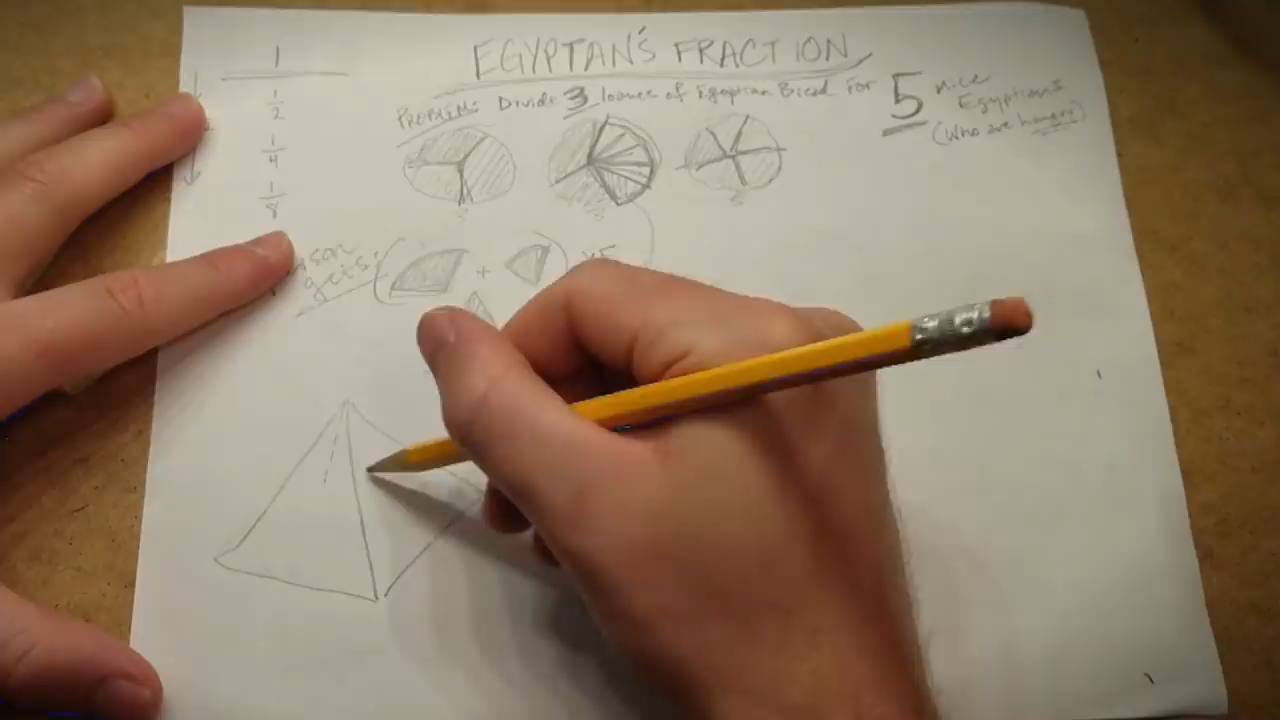 EGYPTAN'S FRACTION
PROBLEM: Divide 3 loaves of Egyptian Bread For 5 nice
Egyptians
(Who are hungry)
1
1/2
1/4
1/8
gets: ( + ) x5